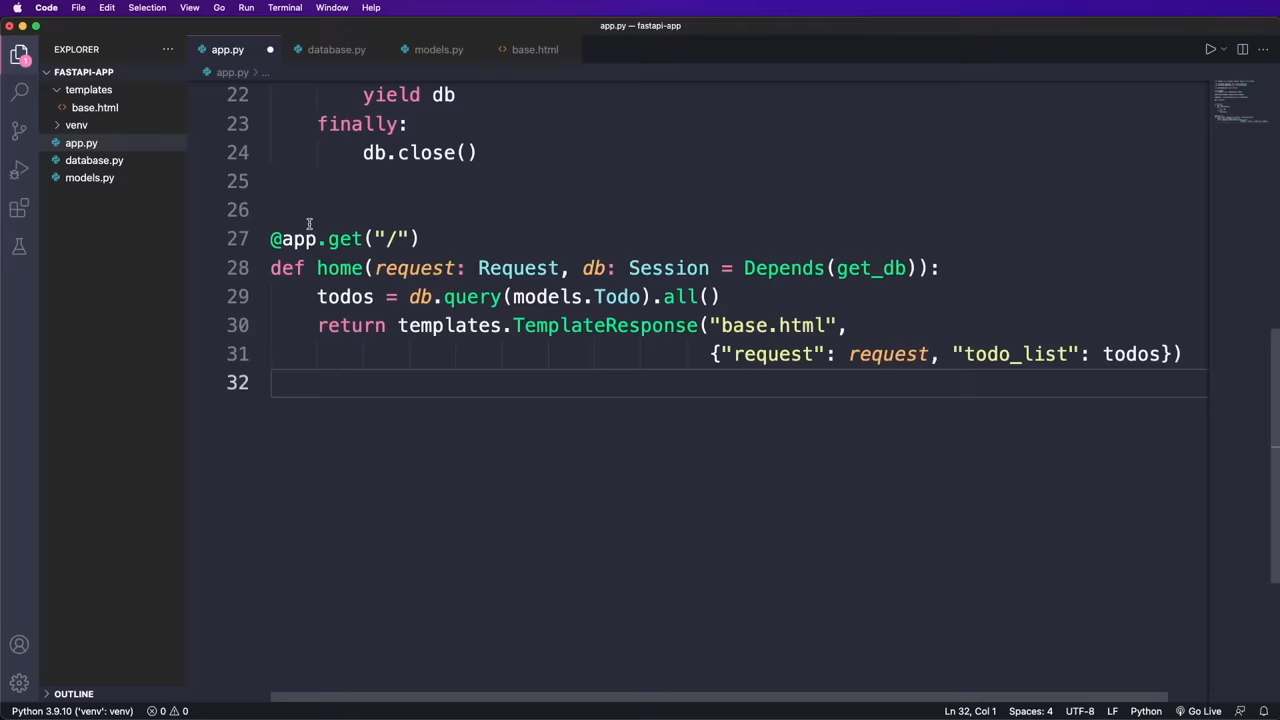 Code File Edit Selection View Go Run Terminal Window Help
app.py — fastapi-app
EXPLORER
app.py
database.py
models.py
base.html
FASTAPI-APP
app.py > ...
templates
base.html
venv
app.py
database.py
models.py
1
22 yield db
23 finally:
24 db.close()
25
26
27 @app.get("/")
28 def home(request: Request, db: Session = Depends(get_db)):
29 todos = db.query(models.Todo).all()
30 return templates.TemplateResponse("base.html",
31 {"request": request, "todo_list": todos})
32
OUTLINE
Python 3.9.10 ('venv': venv) 0 0 Ln 32, Col 1 Spaces: 4 UTF-8 LF Python Go Live